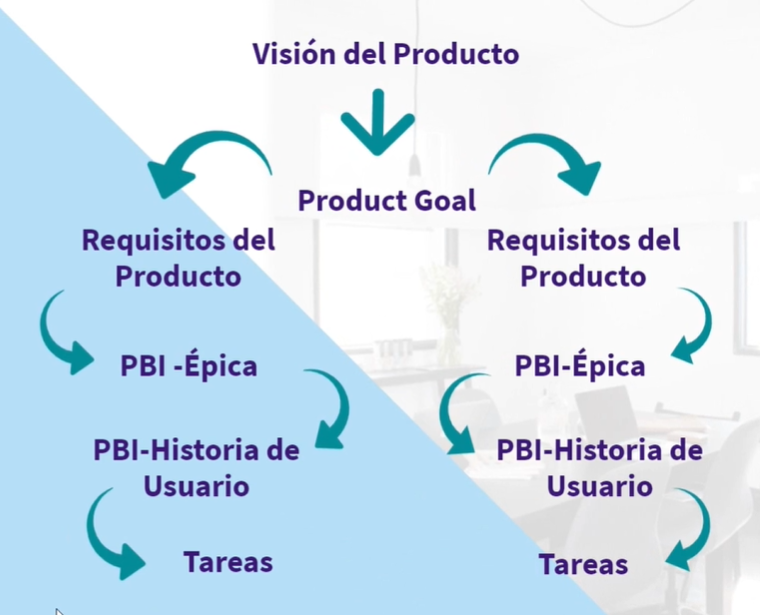 Visión del Producto
Product Goal
Requisitos del
Producto
PBI -Épica
PBI-Historia de
Usuario
Tareas
Requisitos del
Producto
PBI-Épica
PBI-Historia de
Usuario
Tareas